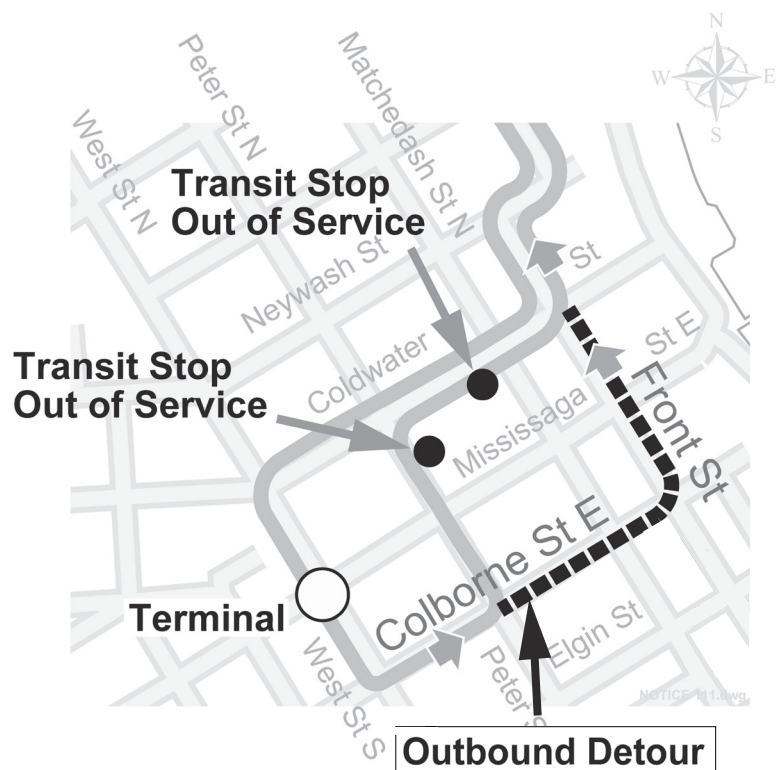 N
W E
S
Peter St N
Matchedash St N
West St N
Transit Stop
Out of Service
Neywash St
St
Transit Stop
Out of Service
Coldwater
St E
Mississaga
Front St
Colborne St E
Terminal
Elgin St
West St S
Peter S
NOTICE 111.dwg
Outbound Detour